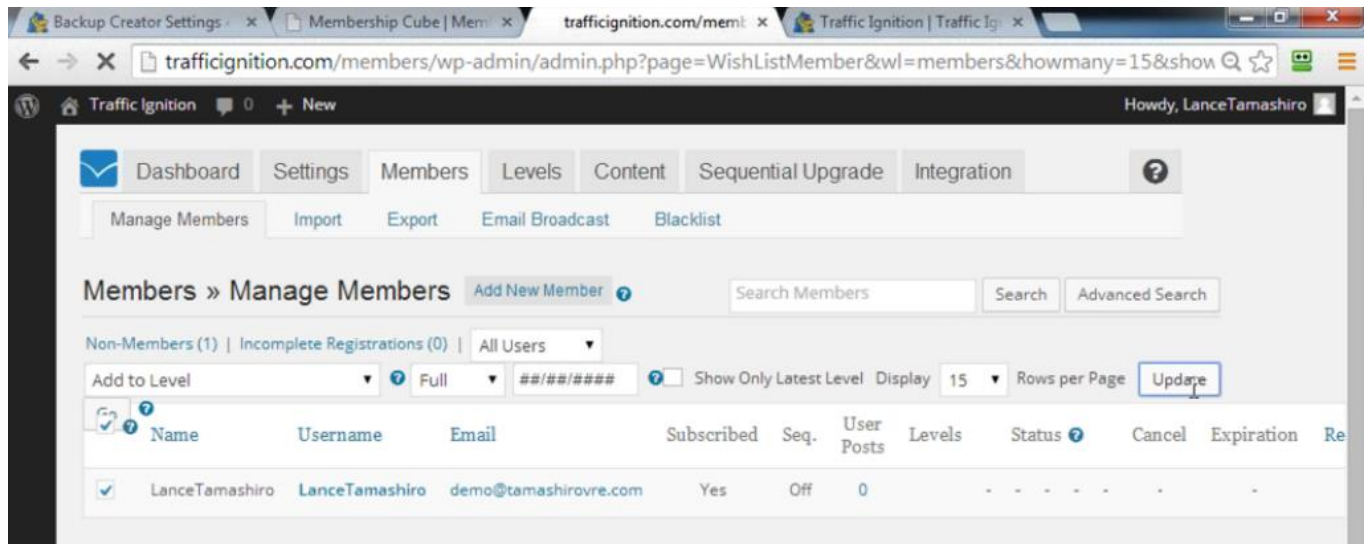 Backup Creator Settings
Membership Cube | Mem
trafficignition.com/memb
Traffic Ignition | Traffic Ig
trafficignition.com/members/wp-admin/admin.php?page=WishListMember&wl=members&howmany=15&show
Traffic Ignition 0 + New Howdy, LanceTamashiro
Dashboard Settings Members Levels Content Sequential Upgrade Integration ?
Manage Members Import Export Email Broadcast Blacklist
Members » Manage Members Add New Member ? Search Members Search Advanced Search
Non-Members (1) | Incomplete Registrations (0) | All Users
Add to Level ? Full ##/##/#### ? Show Only Latest Level Display 15 Rows per Page Update
?
? Name Username Email Subscribed Seq. User Posts Levels Status ? Cancel Expiration Re
LanceTamashiro LanceTamashiro demo@tamashirovre.com Yes Off 0 - - - - - - -